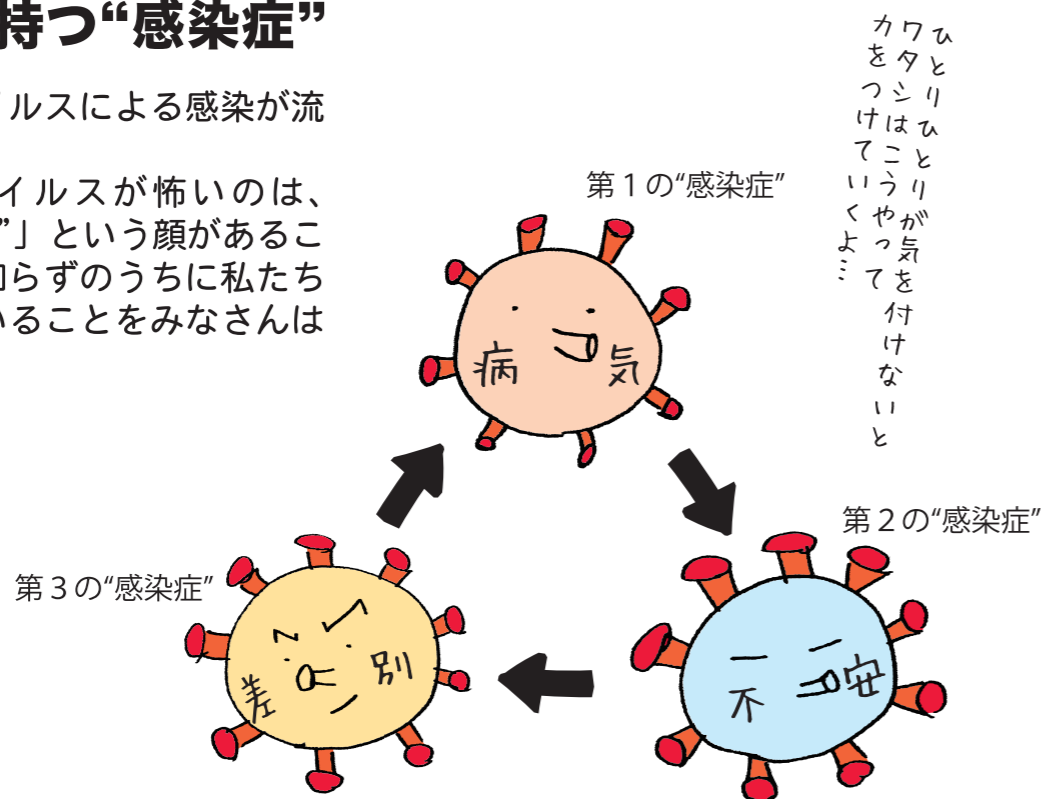 持つ“感染症”
イルスによる感染が流
イルスが怖いのは、
”」という顔があるこ
知らずのうちに私たち
いることをみなさんは
ひとりひとりが気を付けないと
ワタシはこうやって
力をつけていくよ…
第1の“感染症”
病気
第2の“感染症”
不安
第3の“感染症”
差別